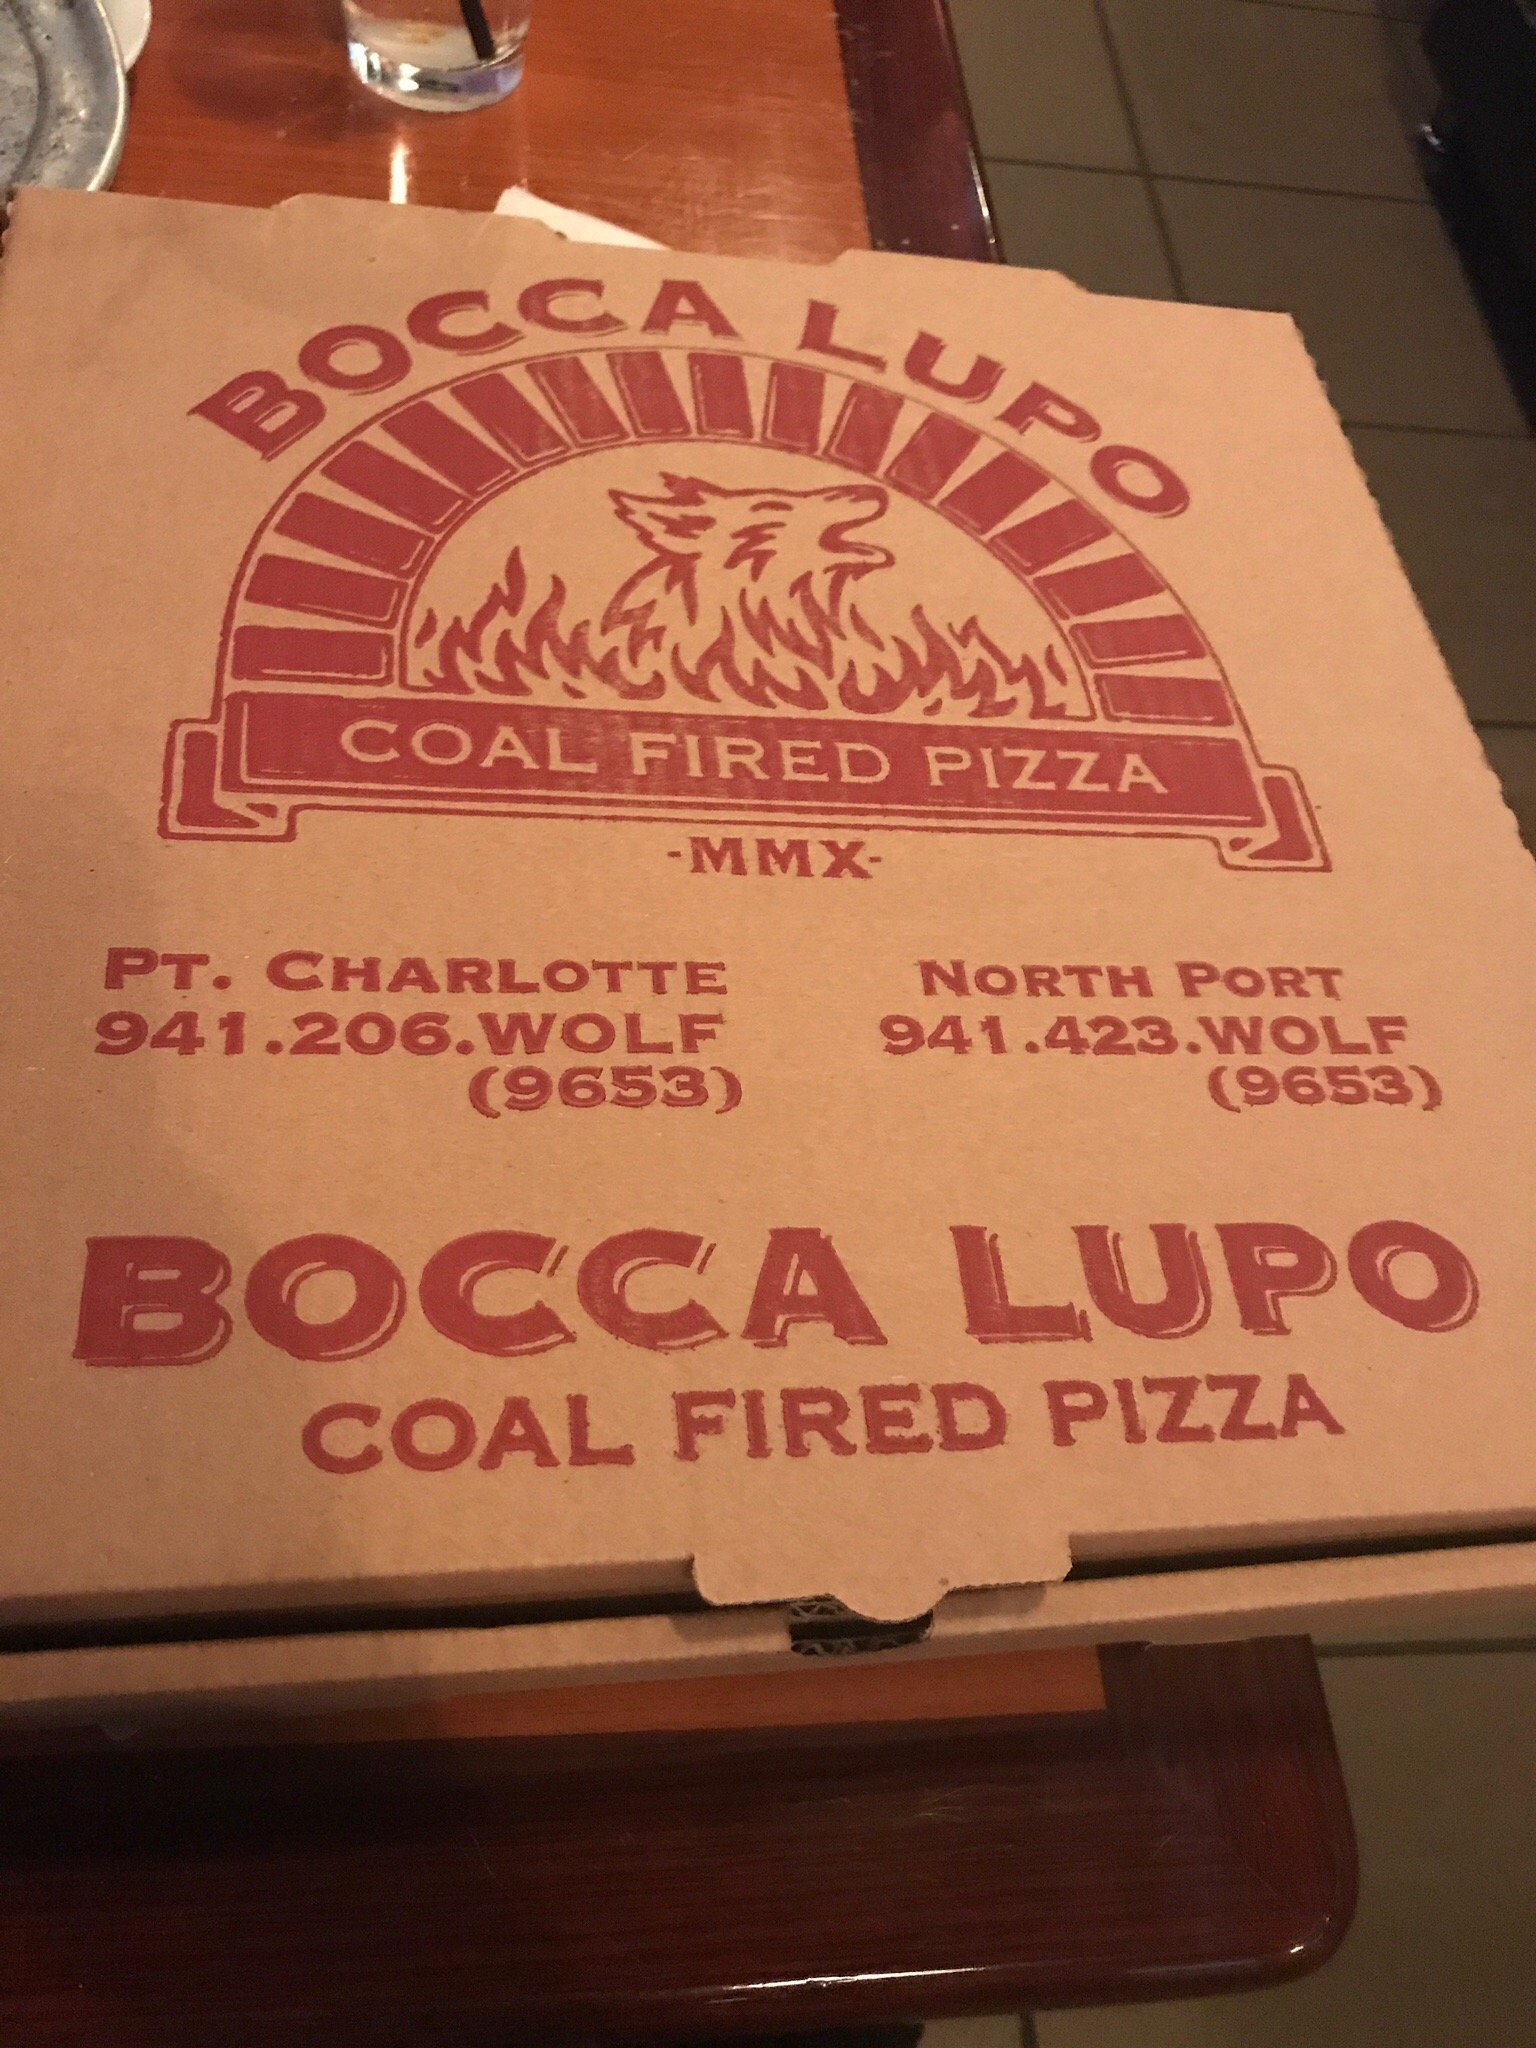 BOCCA LUPO
COAL FIRED PIZZA
-MMX-
PT. CHARLOTTE
941.206.WOLF
(9653)
NORTH PORT
941.423.WOLF
(9653)
BOCCA LUPO
COAL FIRED PIZZA